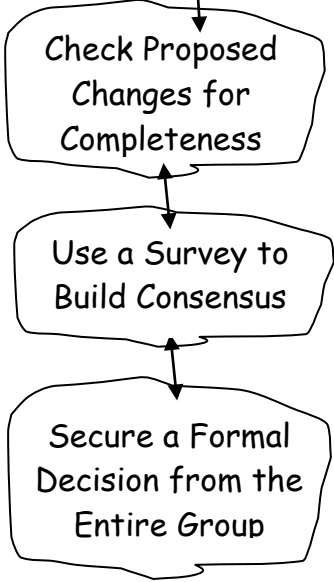 Check Proposed
Changes for
Completeness
Use a Survey to
Build Consensus
Secure a Formal
Decision from the
Entire Group